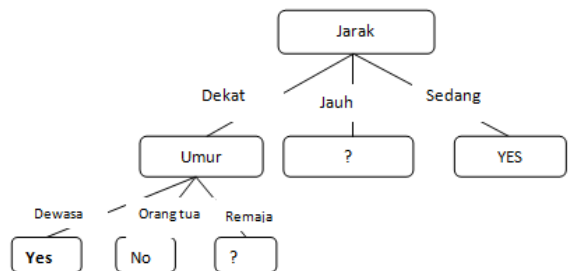 Jarak
Dekat
Jauh
Sedang
Umur
?
YES
Dewasa
Orang tua
Remaja
Yes
No
?